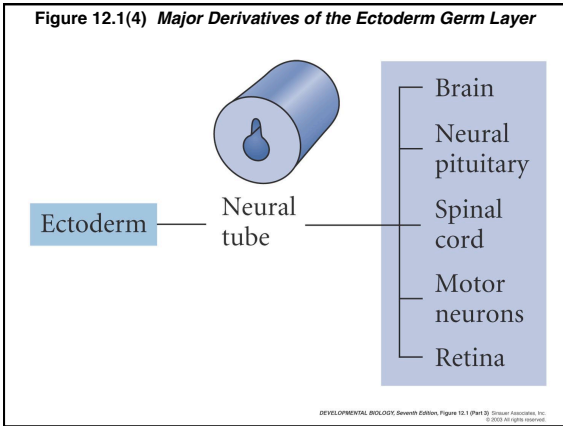 Figure 12.1(4) Major Derivatives of the Ectoderm Germ Layer
Ectoderm
Neural
tube
Brain
Neural
pituitary
Spinal
cord
Motor
neurons
Retina
DEVELOPMENTAL BIOLOGY, Seventh Edition, Figure 12.1 (Part 3) Sinauer Associates, Inc.
© 2003 All rights reserved.